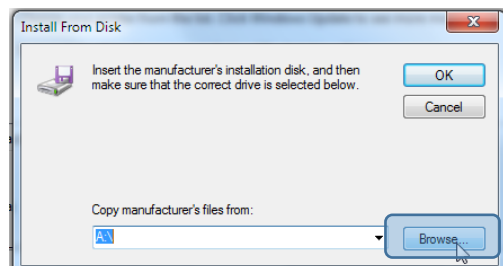 Install From Disk
Insert the manufacturer's installation disk, and then
make sure that the correct drive is selected below.
OK
Cancel
Copy manufacturer's files from:
A:\
Browse...